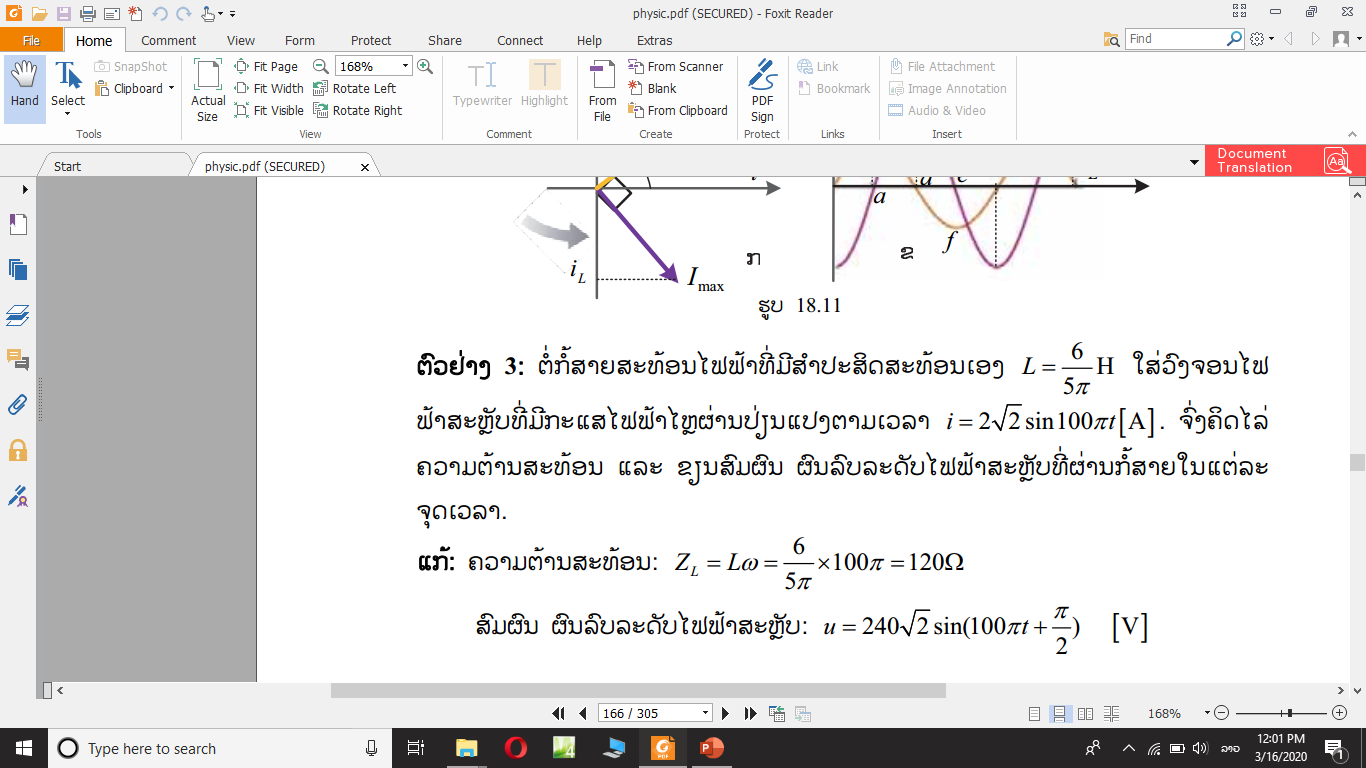 physic.pdf (SECURED) - Foxit Reader
File Home Comment View Form Protect Share Connect Help Extras Find
Hand
Select
SnapShot
Clipboard
Tools
Actual Size
Fit Page
Fit Width
Fit Visible
168%
Rotate Left
Rotate Right
View
Typewriter
Highlight
Comment
From File
From Scanner
Blank
From Clipboard
Create
PDF Sign
Protect
Link
Bookmark
Links
File Attachment
Image Annotation
Audio & Video
Insert
Start
physic.pdf (SECURED)
Document Translation
i_L I_max ກ
a d f ຂ
ຮູບ 18.11
ຕົວຢ່າງ 3: ຕໍ່ກໍ້ສາຍສະທ້ອນໄຟຟ້າທີ່ມີສຳປະສິດສະທ້ອນເອງ L = 6/5π H ໃສ່ວົງຈອນໄຟ
ຟ້າສະຫຼັບທີ່ມີກະແສໄຟຟ້າໄຫຼຜ່ານປ່ຽນແປງຕາມເວລາ i = 2√2 sin100πt [A]. ຈົ່ງຄິດໄລ່
ຄວາມຕ້ານສະທ້ອນ ແລະ ຂຽນສົມຜົນ ຜົນລົບລະດັບໄຟຟ້າສະຫຼັບທີ່ຜ່ານກໍ້ສາຍໃນແຕ່ລະ
ຈຸດເວລາ.
ແກ້: ຄວາມຕ້ານສະທ້ອນ: Z_L = Lω = 6/5π ×100π = 120Ω
ສົມຜົນ ຜົນລົບລະດັບໄຟຟ້າສະຫຼັບ: u = 240√2 sin(100πt + π/2) [V]
166 / 305
168%
Type here to search
ລາວ
12:01 PM
3/16/2020
1